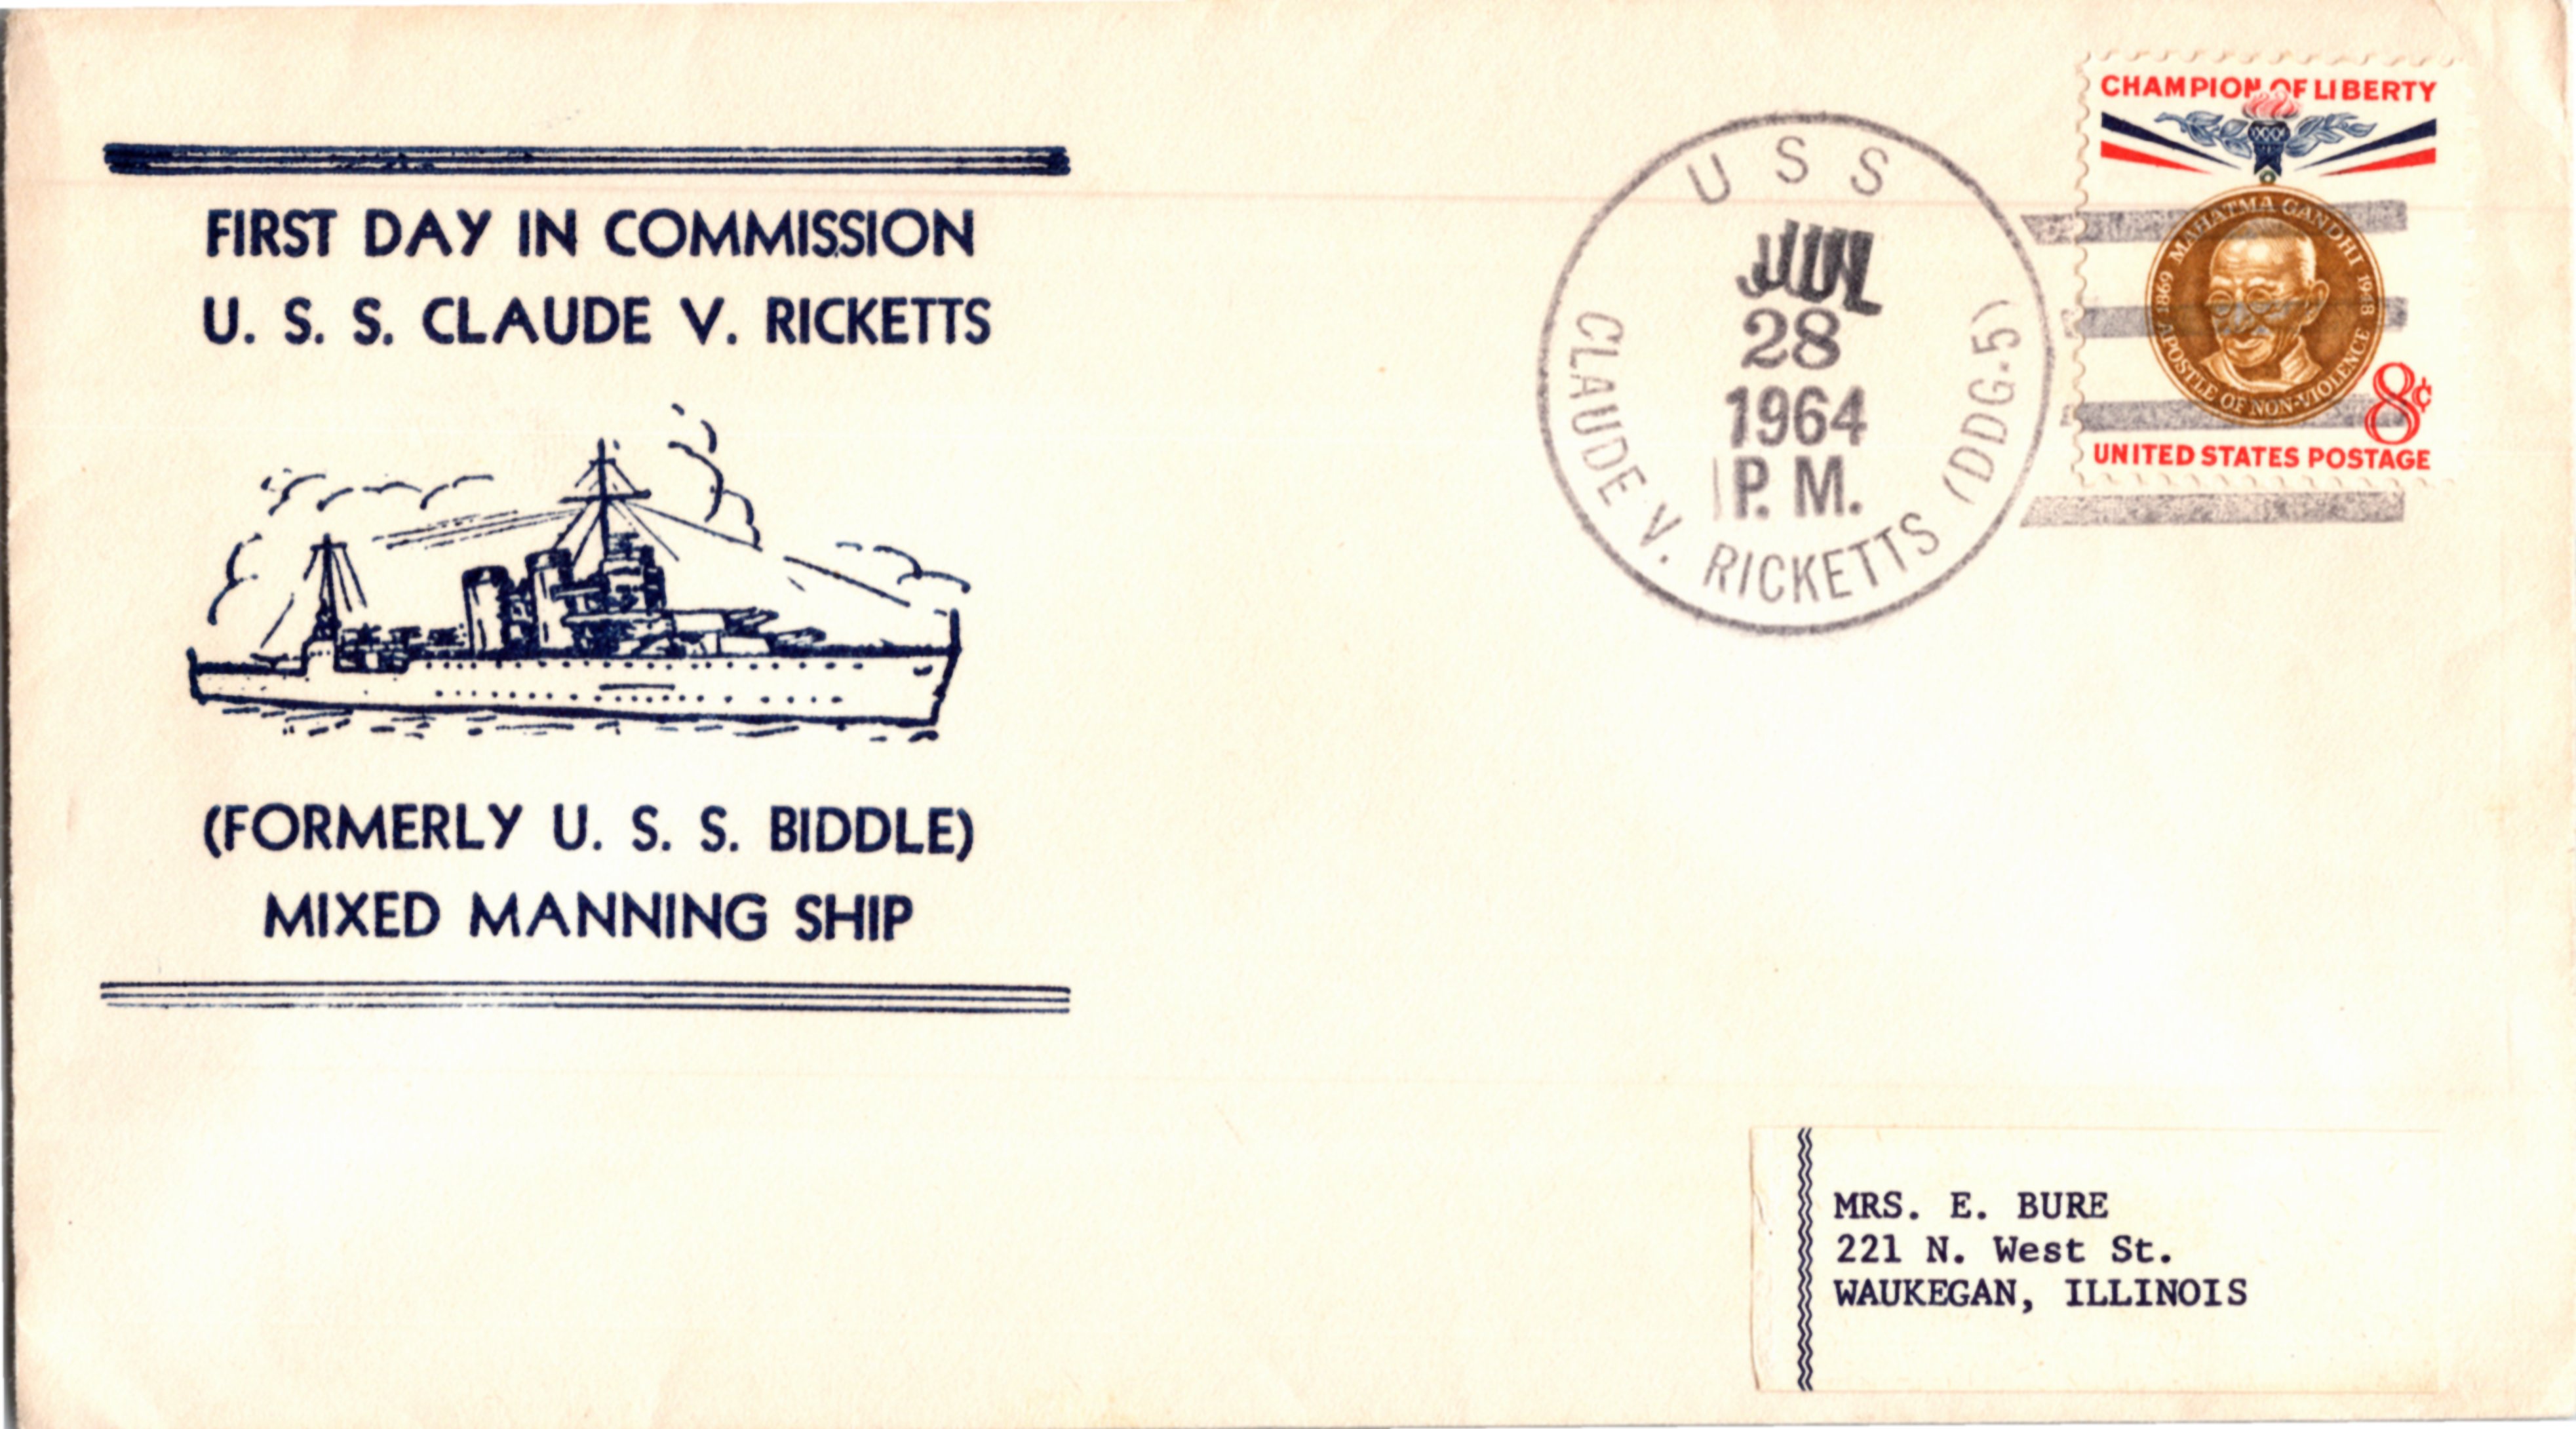 FIRST DAY IN COMMISSION
U. S. S. CLAUDE V. RICKETTS
(FORMERLY U. S. S. BIDDLE)
MIXED MANNING SHIP
USS
CLAUDE V. RICKETTS (DDG-5)
JUL
28
1964
P. M.
CHAMPION OF LIBERTY
1869 MAHATMA GANDHI 1948
APOSTLE OF NON-VIOLENCE
8¢
UNITED STATES POSTAGE
MRS. E. BURE
221 N. West St.
WAUKEGAN, ILLINOIS